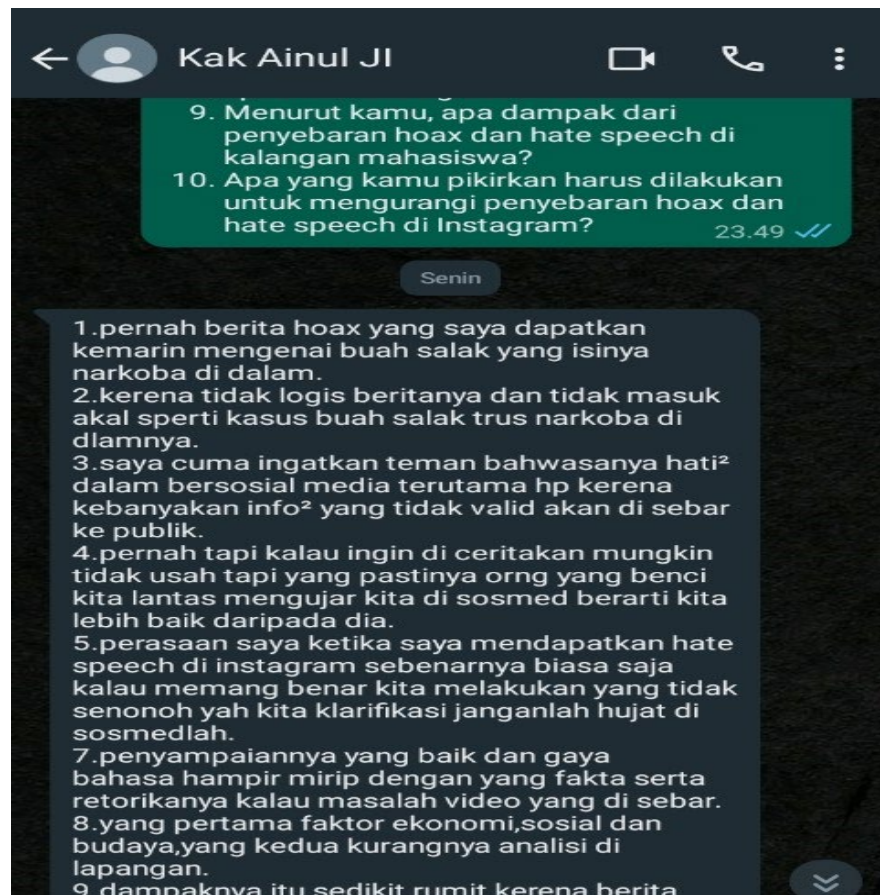 Kak Ainul JI
9. Menurut kamu, apa dampak dari
penyebaran hoax dan hate speech di
kalangan mahasiswa?
10. Apa yang kamu pikirkan harus dilakukan
untuk mengurangi penyebaran hoax dan
hate speech di Instagram?
23.49
Senin
1.pernah berita hoax yang saya dapatkan
kemarin mengenai buah salak yang isinya
narkoba di dalam.
2.kerena tidak logis beritanya dan tidak masuk
akal sperti kasus buah salak trus narkoba di
dlamnya.
3.saya cuma ingatkan teman bahwasanya hati²
dalam bersosial media terutama hp kerena
kebanyakan info² yang tidak valid akan di sebar
ke publik.
4.pernah tapi kalau ingin di ceritakan mungkin
tidak usah tapi yang pastinya orng yang benci
kita lantas mengujar kita di sosmed berarti kita
lebih baik daripada dia.
5.perasaan saya ketika saya mendapatkan hate
speech di instagram sebenarnya biasa saja
kalau memang benar kita melakukan yang tidak
senonoh yah kita klarifikasi janganlah hujat di
sosmedlah.
7.penyampaiannya yang baik dan gaya
bahasa hampir mirip dengan yang fakta serta
retorikanya kalau masalah video yang di sebar.
8.yang pertama faktor ekonomi,sosial dan
budaya,yang kedua kurangnya analisi di
lapangan.
9.dampaknya itu sedikit rumit kerena berita